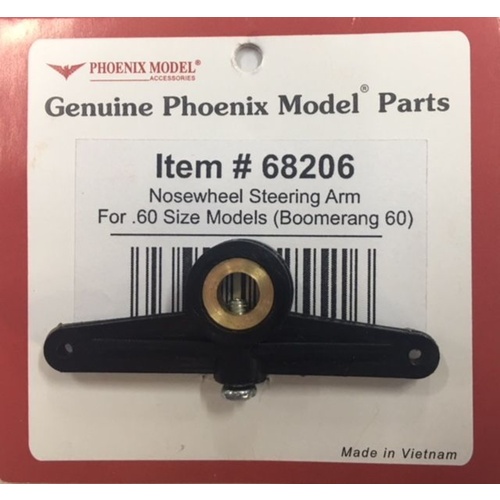 PHOENIX MODEL®
ACCESSORIES
Genuine Phoenix Model® Parts
Item # 68206
Nosewheel Steering Arm
For .60 Size Models (Boomerang 60)
Made in Vietnam